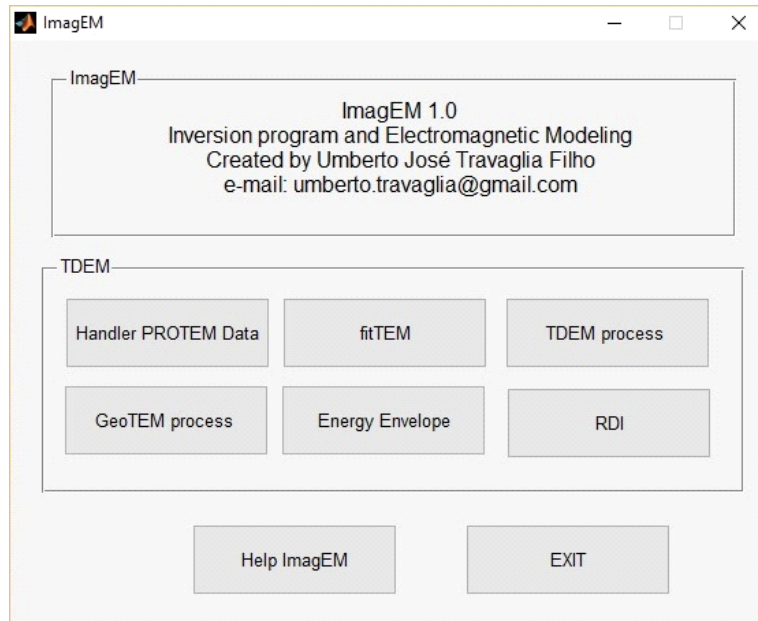 ImagEM
ImagEM
ImagEM 1.0
Inversion program and Electromagnetic Modeling
Created by Umberto José Travaglia Filho
e-mail: umberto.travaglia@gmail.com
TDEM
Handler PROTEM Data
fitTEM
TDEM process
GeoTEM process
Energy Envelope
RDI
Help ImagEM
EXIT